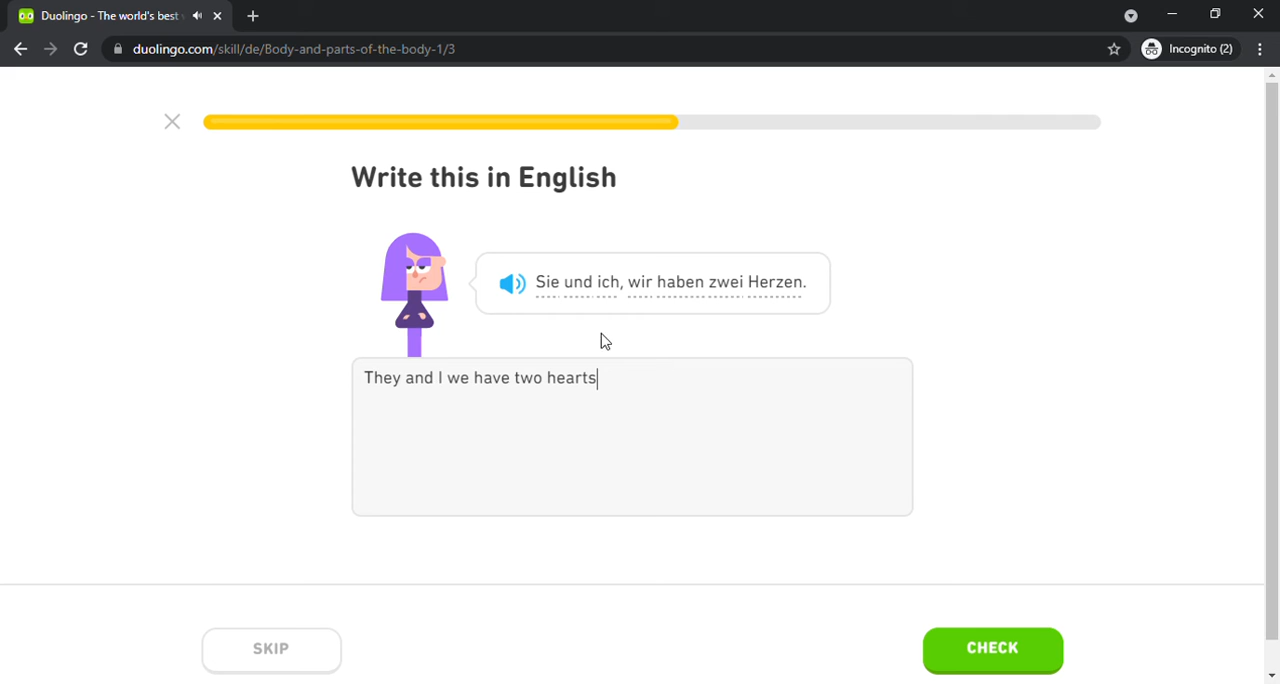 Duolingo - The world's best
duolingo.com/skill/de/Body-and-parts-of-the-body-1/3
Incognito (2)
Write this in English
Sie und ich, wir haben zwei Herzen.
They and I we have two hearts
SKIP
CHECK